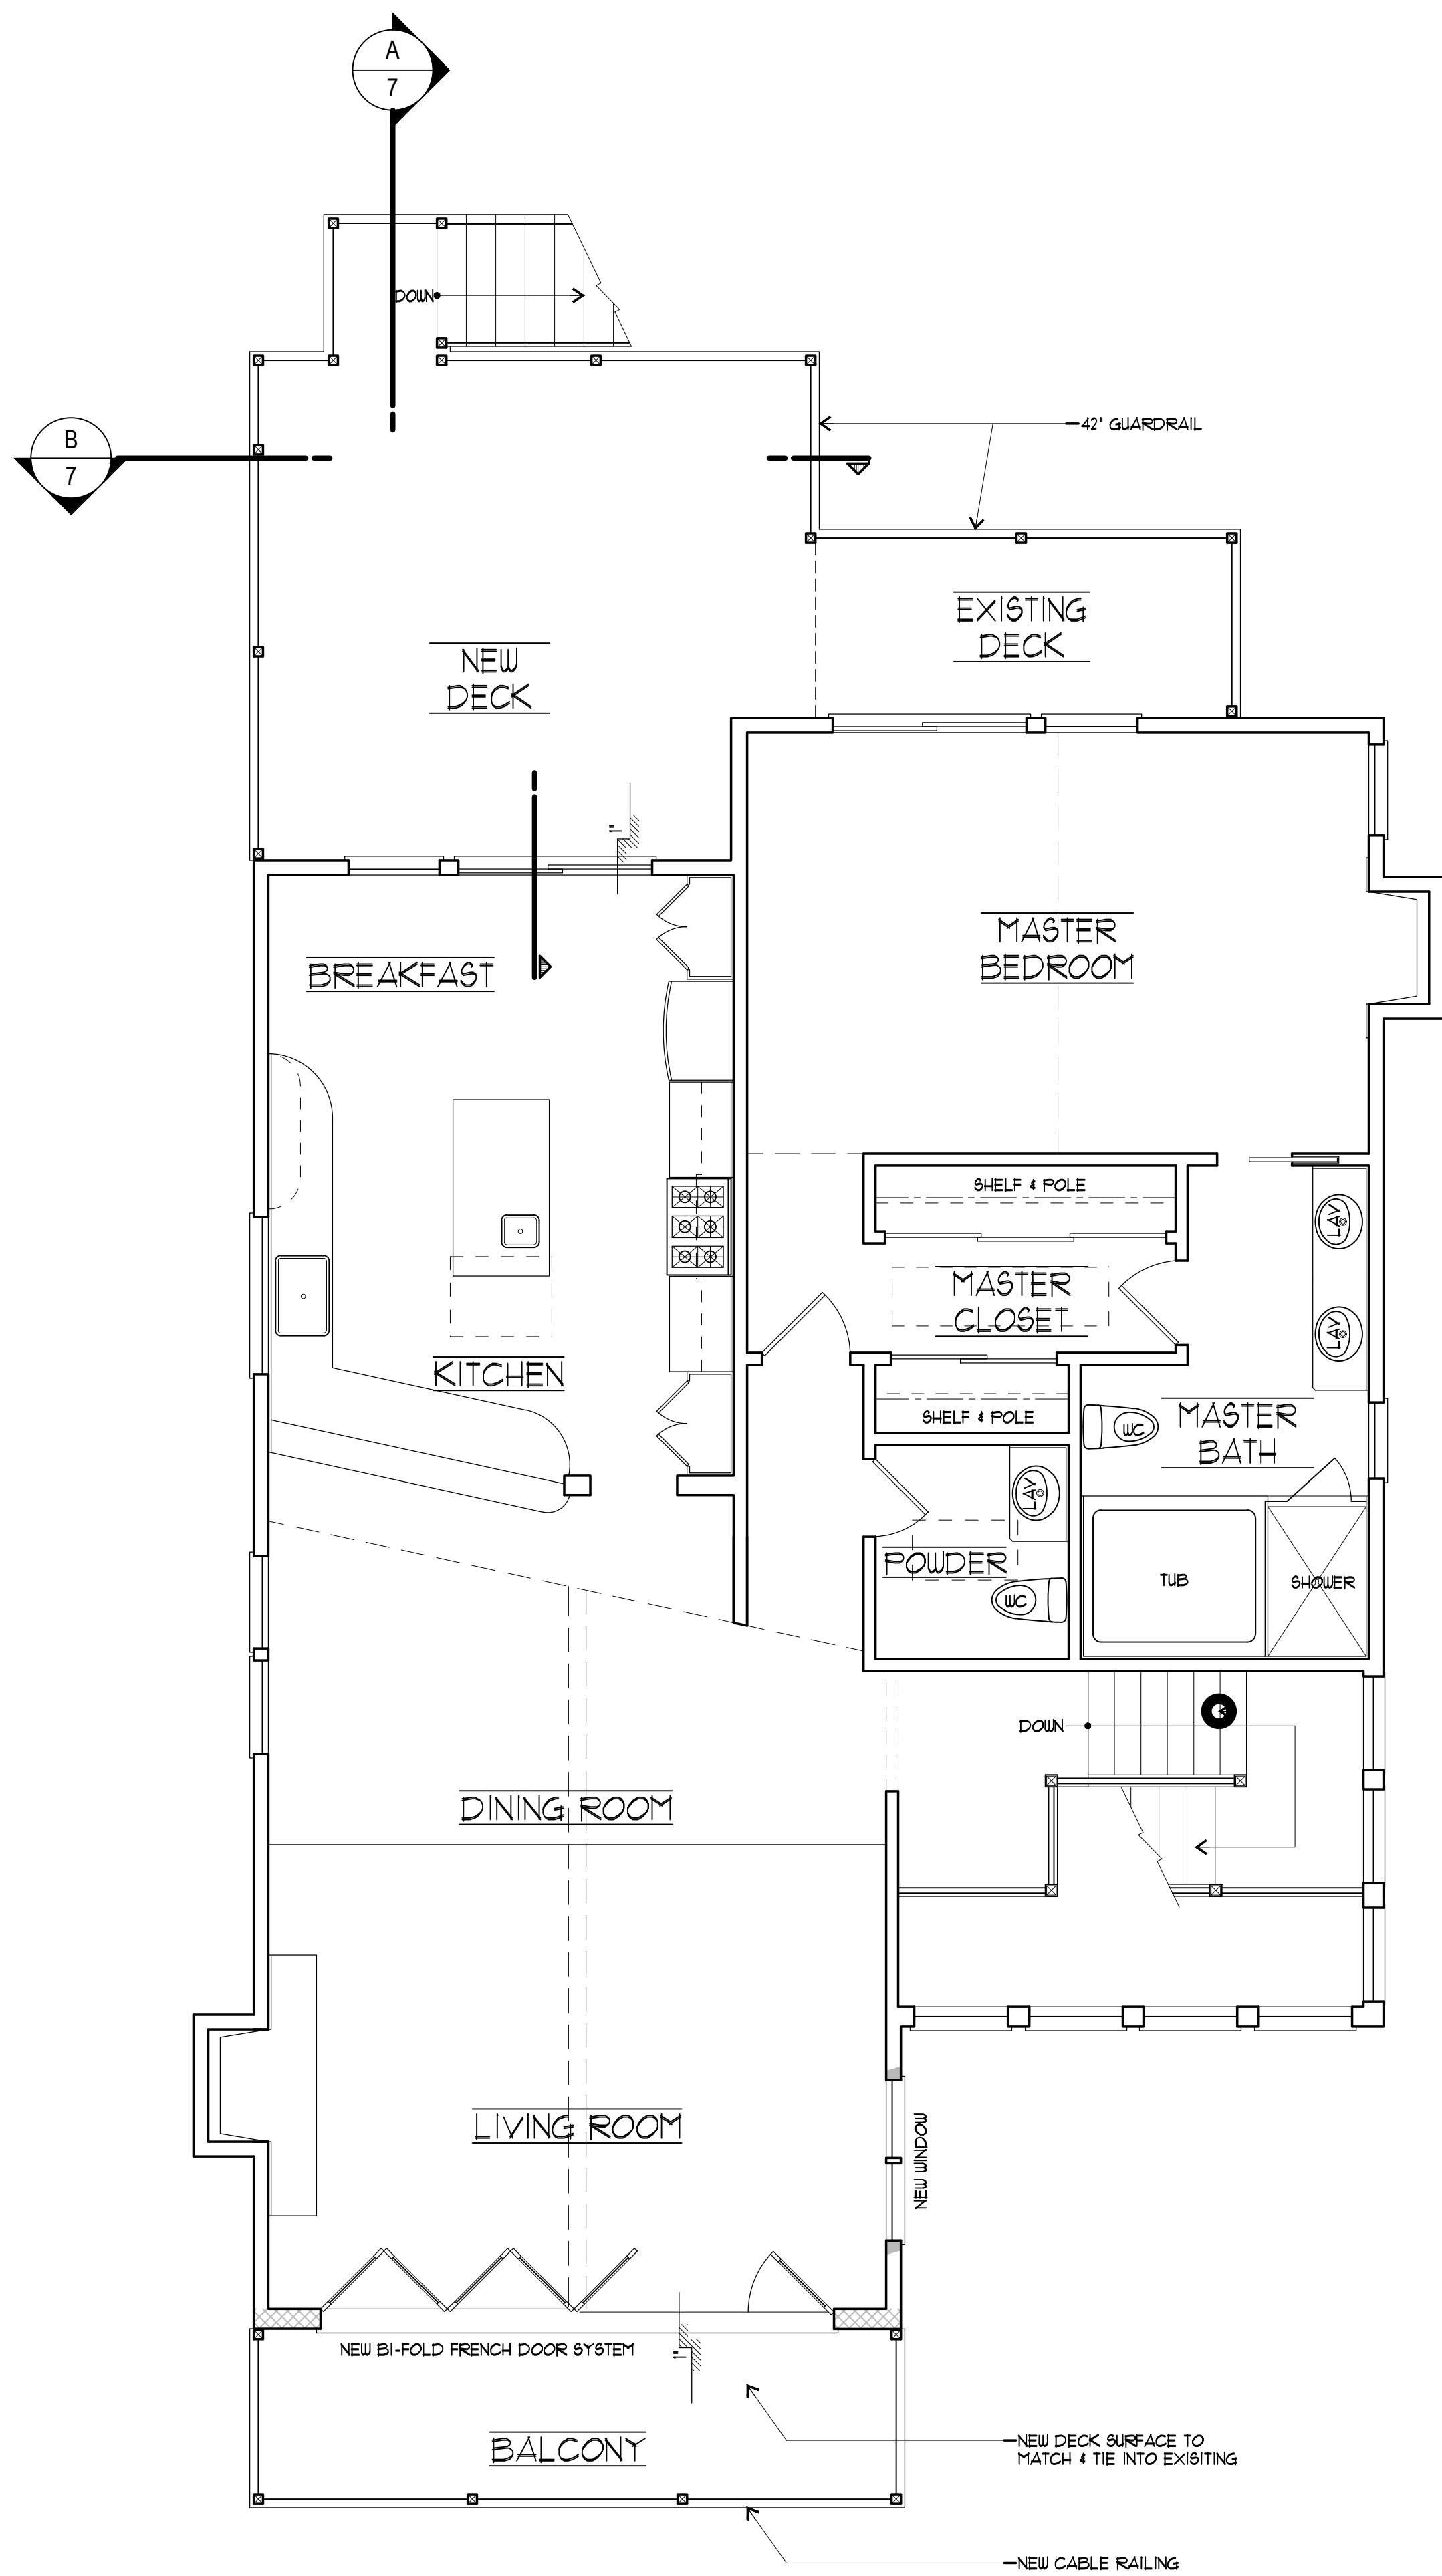 A
7
DOWN
42" GUARDRAIL
B
7
EXISTING
DECK
NEW
DECK
1"
MASTER
BEDROOM
BREAKFAST
SHELF & POLE
LAV
MASTER
CLOSET
LAV
KITCHEN
SHELF & POLE
MASTER
BATH
WC
LAV
POWDER
WC
TUB
SHOWER
DOWN
DINING ROOM
LIVING ROOM
NEW WINDOW
NEW BI-FOLD FRENCH DOOR SYSTEM
1"
BALCONY
NEW DECK SURFACE TO
MATCH & TIE INTO EXISITING
NEW CABLE RAILING